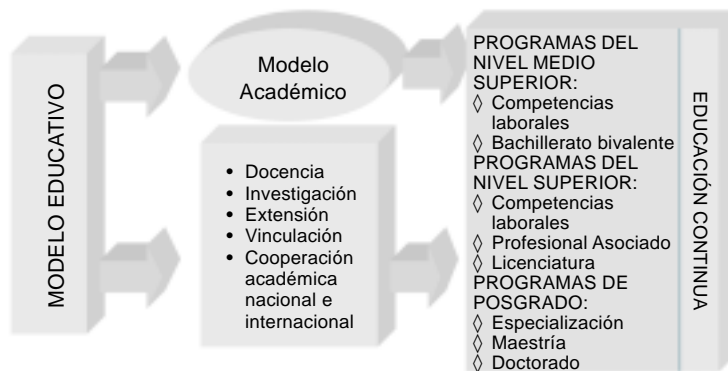 MODELO EDUCATIVO
Modelo
Académico
• Docencia
• Investigación
• Extensión
• Vinculación
• Cooperación
académica
nacional e
internacional
PROGRAMAS DEL
NIVEL MEDIO
SUPERIOR:
◊ Competencias
laborales
◊ Bachillerato bivalente
PROGRAMAS DEL
NIVEL SUPERIOR:
◊ Competencias
laborales
◊ Profesional Asociado
◊ Licenciatura
PROGRAMAS DE
POSGRADO:
◊ Especialización
◊ Maestría
◊ Doctorado
EDUCACIÓN CONTINUA